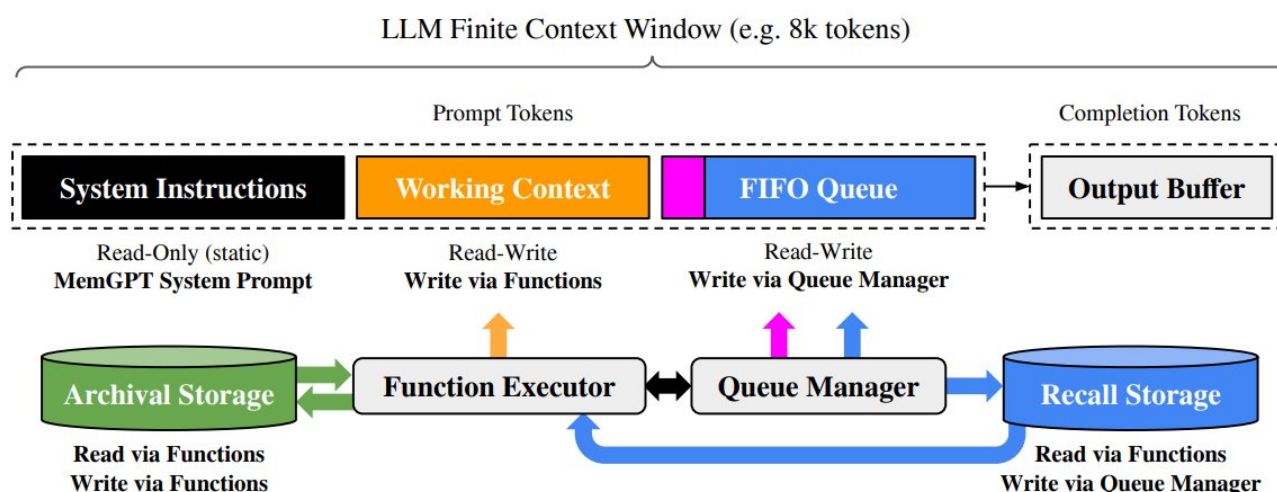 LLM Finite Context Window (e.g. 8k tokens)
Prompt Tokens
Completion Tokens
System Instructions
Working Context
FIFO Queue
Output Buffer
Read-Only (static)
MemGPT System Prompt
Read-Write
Write via Functions
Read-Write
Write via Queue Manager
Archival Storage
Function Executor
Queue Manager
Recall Storage
Read via Functions
Write via Functions
Read via Functions
Write via Queue Manager